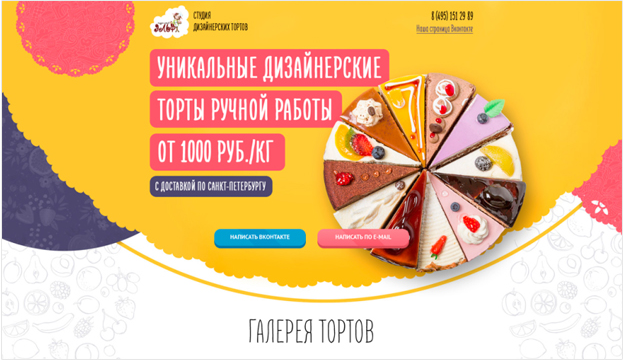 СТУДИЯ
ДИЗАЙНЕРСКИХ ТОРТОВ
8 (495) 151 29 89
Наша страница Вконтакте
УНИКАЛЬНЫЕ ДИЗАЙНЕРСКИЕ
ТОРТЫ РУЧНОЙ РАБОТЫ
ОТ 1000 РУБ./КГ
С ДОСТАВКОЙ ПО САНКТ-ПЕТЕРБУРГУ
НАПИСАТЬ ВКОНТАКТЕ
НАПИСАТЬ ПО E-MAIL
ГАЛЕРЕЯ ТОРТОВ